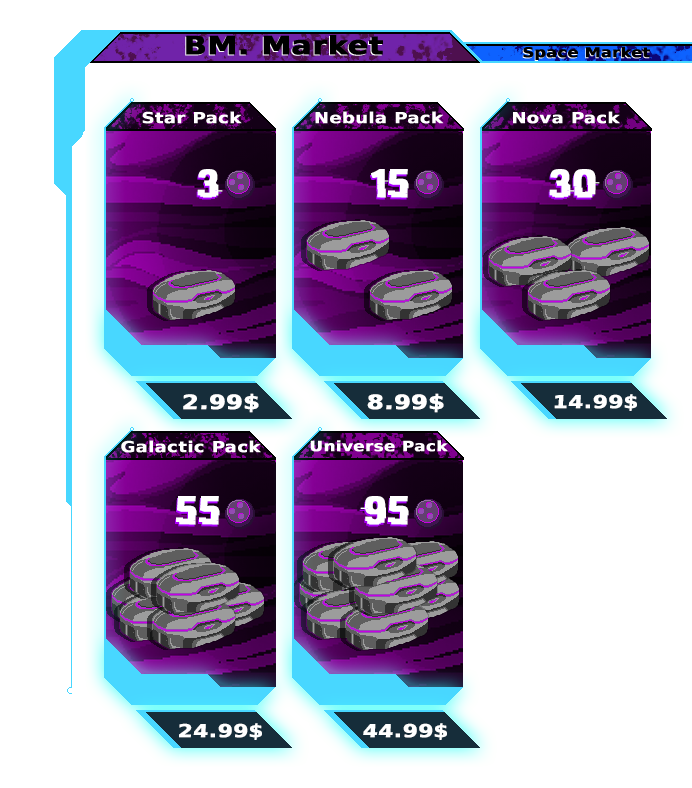 BM. Market
Space Market
Star Pack
3
2.99$
Nebula Pack
15
8.99$
Nova Pack
30
14.99$
Galactic Pack
55
24.99$
Universe Pack
95
44.99$